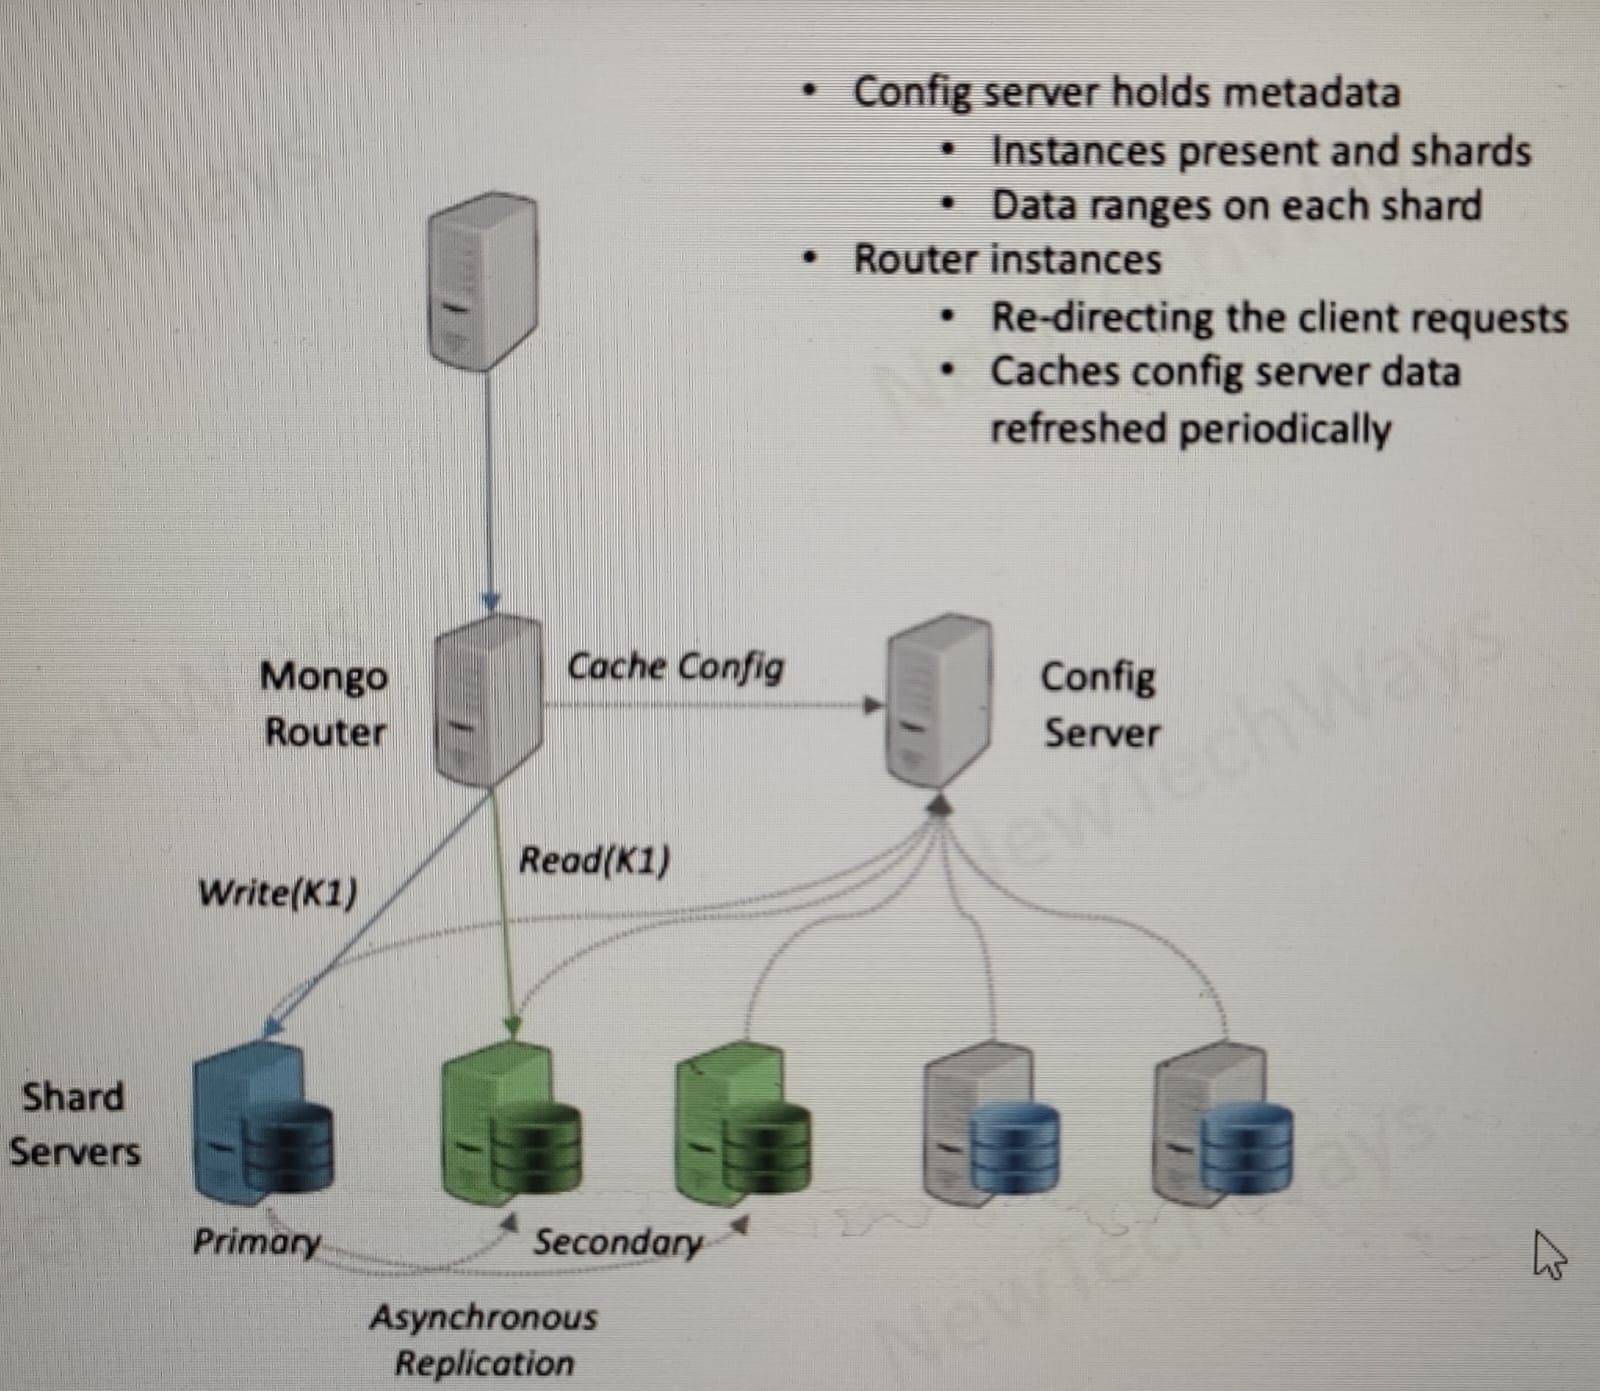 • Config server holds metadata
• Instances present and shards
• Data ranges on each shard
• Router instances
• Re-directing the client requests
• Caches config server data
refreshed periodically
Mongo
Router
Cache Config
Config
Server
Write(K1)
Read(K1)
Shard
Servers
Primary
Secondary
Asynchronous
Replication
NewTechWays
NewTechWays